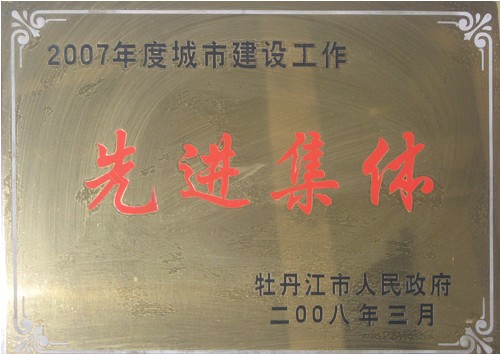 2007年度城市建设工作
先进集体
牡丹江市人民政府
二00八年三月